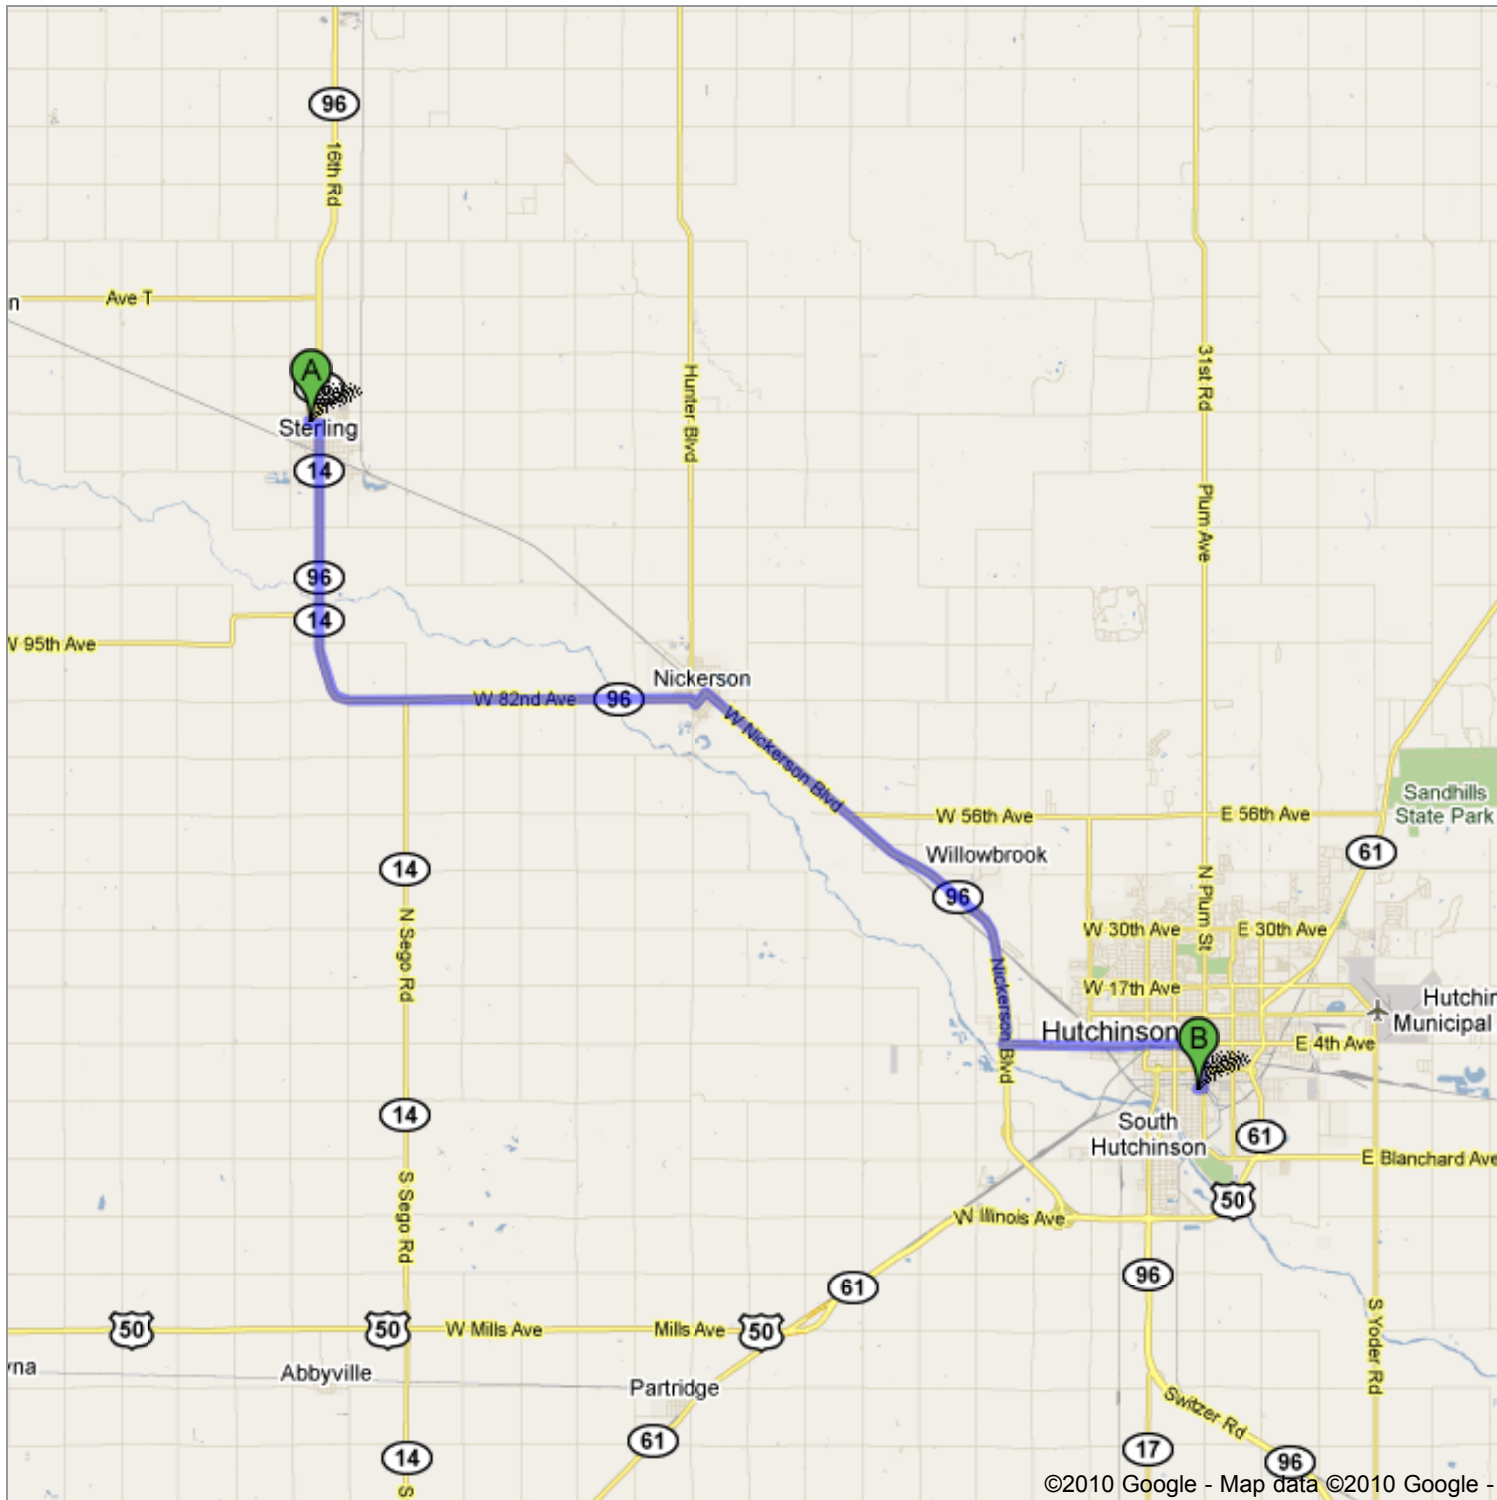 96
16th Rd
n
Ave T
A
Hunter Blvd
31st Rd
Sterling
14
Plum Ave
96
14
W 95th Ave
Nickerson
W 82nd Ave
96
W Nickerson Blvd
Sandhills
State Park
W 56th Ave
E 56th Ave
Willowbrook
61
14
96
N Plum St
N Sego Rd
W 30th Ave
E 30th Ave
Nickerson Blvd
W 17th Ave
Hutchin
Municipal
Hutchinson
B
E 4th Ave
14
South
Hutchinson
61
E Blanchard Ave
S Sego Rd
50
W Illinois Ave
96
61
50
50
W Mills Ave
Mills Ave
50
S Yoder Rd
yna
Abbyville
Partridge
Switzer Rd
61
14
17
96
S
©2010 Google - Map data ©2010 Google -